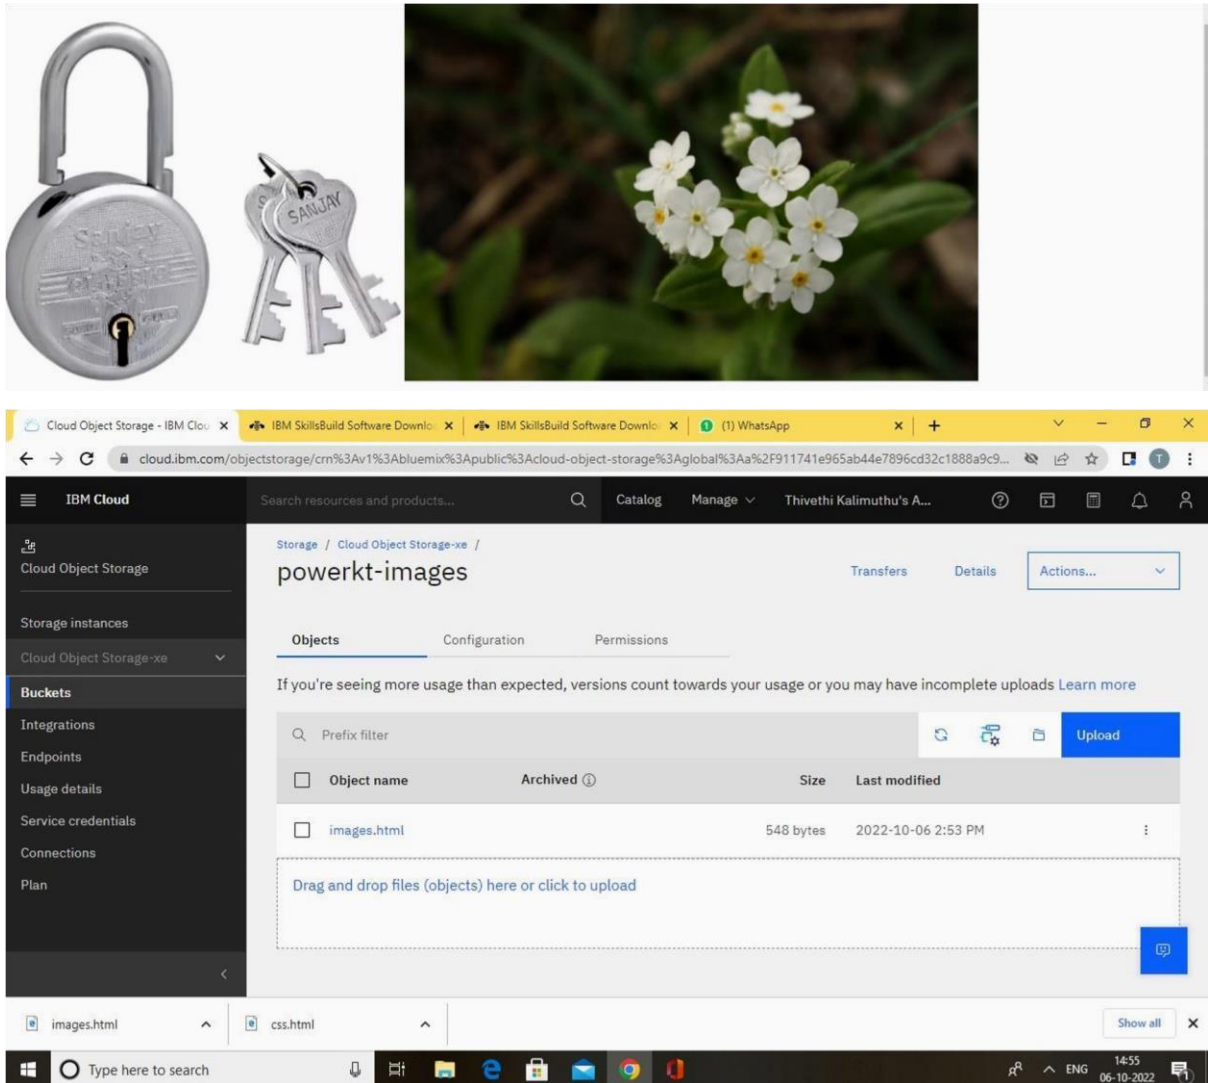 Sanjay
SANJAY
Cloud Object Storage - IBM Clou
IBM SkillsBuild Software Downlo
IBM SkillsBuild Software Downlo
(1) WhatsApp
cloud.ibm.com/objectstorage/crn%3Av1%3Abluemix%3Apublic%3Acloud-object-storage%3Aglobal%3Aa%2F911741e965ab44e7896cd32c1888a9c9...
T
IBM Cloud
Search resources and products...
Catalog
Manage
Thivethi Kalimuthu's A...
Cloud Object Storage
Storage instances
Cloud Object Storage-xe
Buckets
Integrations
Endpoints
Usage details
Service credentials
Connections
Plan
Storage / Cloud Object Storage-xe /
powerkt-images
Transfers
Details
Actions...
Objects
Configuration
Permissions
If you're seeing more usage than expected, versions count towards your usage or you may have incomplete uploads Learn more
Prefix filter
Upload
Object name
Archived
Size
Last modified
images.html
548 bytes
2022-10-06 2:53 PM
Drag and drop files (objects) here or click to upload
images.html
css.html
Show all
Type here to search
ENG
14:55
06-10-2022